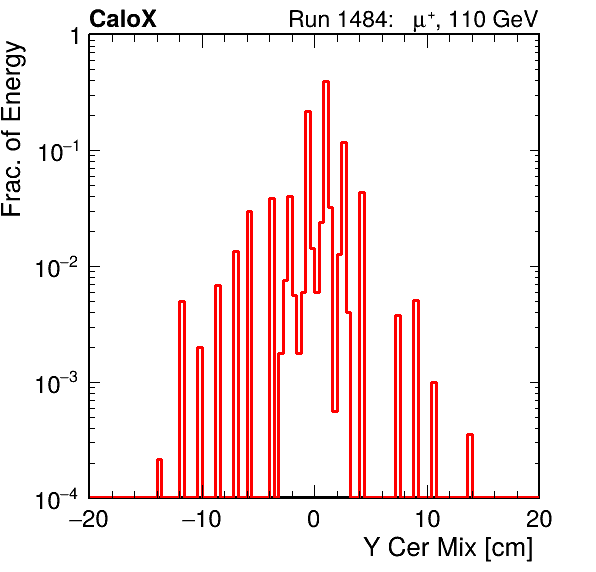 CaloX Run 1484: μ⁺, 110 GeV
Frac. of Energy
1
10⁻¹
10⁻²
10⁻³
10⁻⁴
−20 −10 0 10 20
Y Cer Mix [cm]